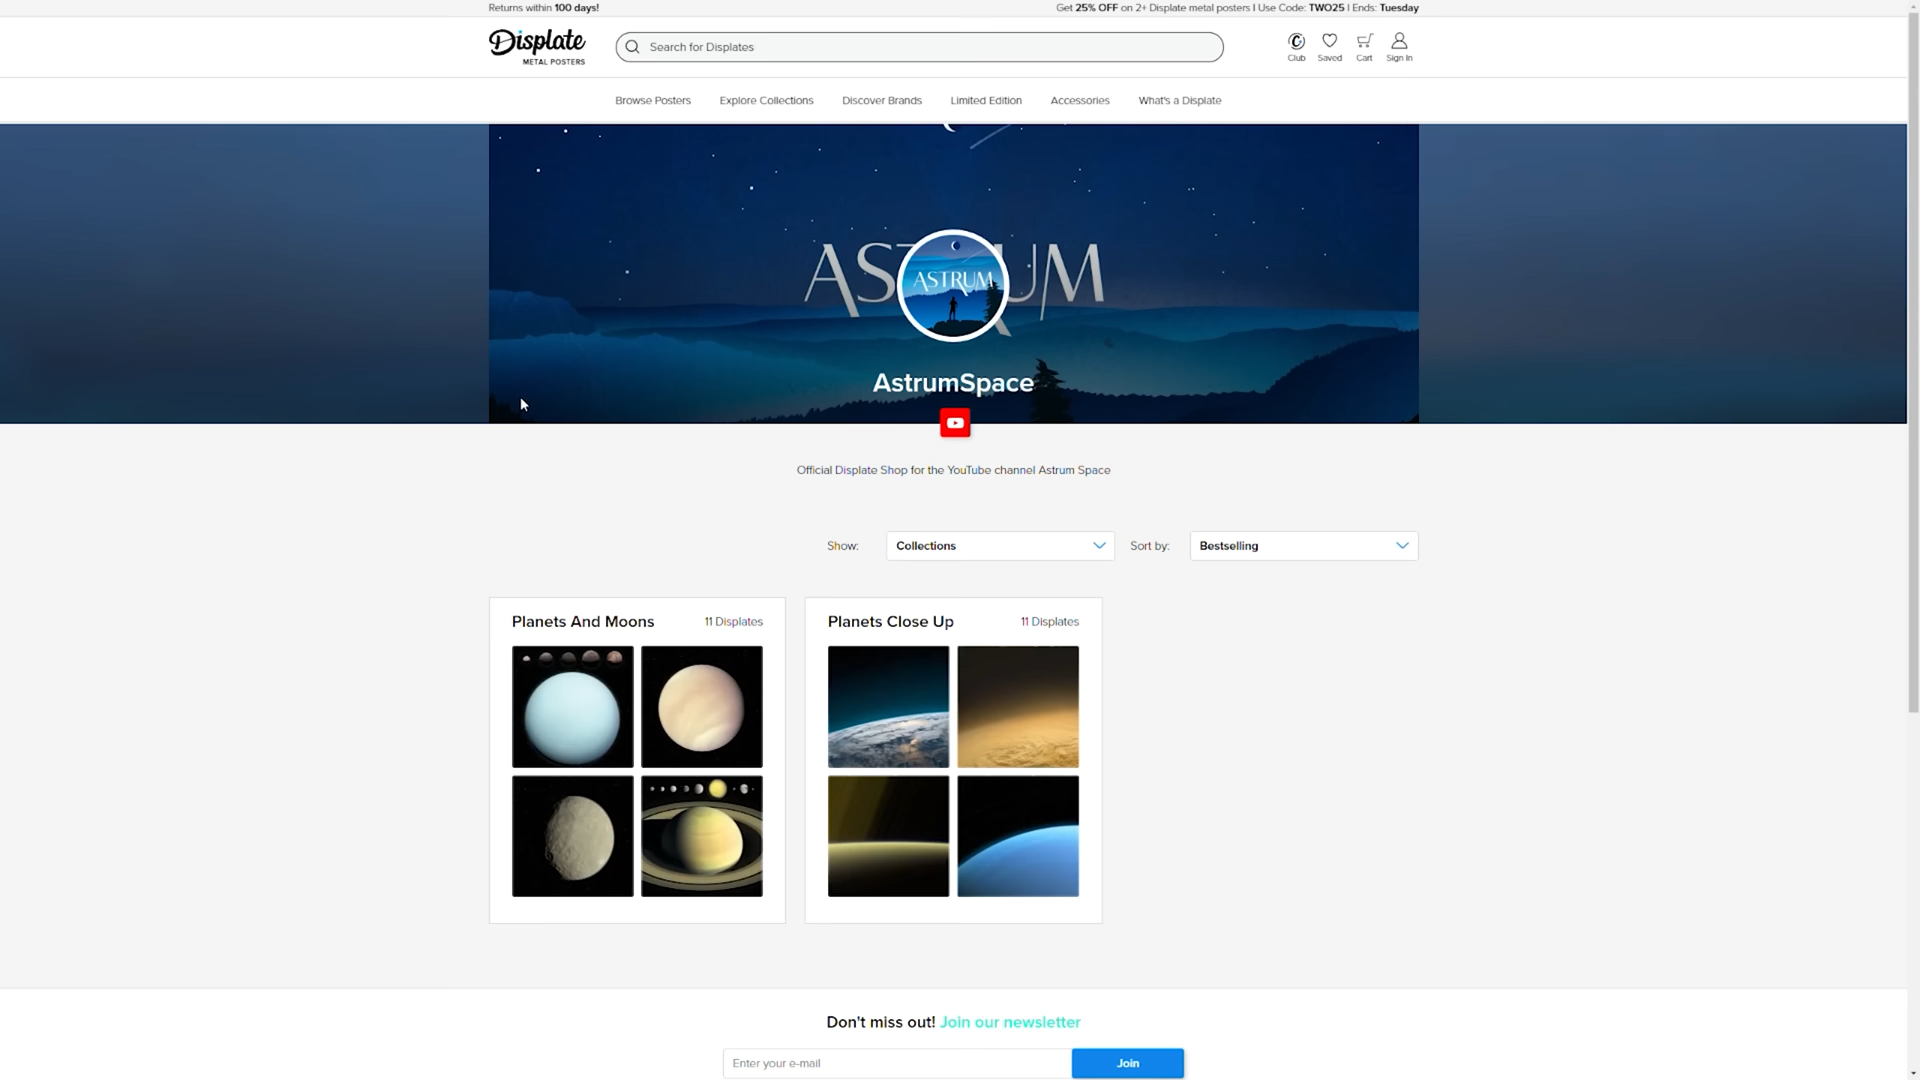 Returns within 100 days!
Get 25% OFF on 2+ Displate metal posters I Use Code: TWO25 I Ends: Tuesday
Displate
METAL POSTERS
Search for Displates
Club
Saved
Cart
Sign In
Browse Posters
Explore Collections
Discover Brands
Limited Edition
Accessories
What's a Displate
ASTRUM
ASTRUM
AstrumSpace
Official Displate Shop for the YouTube channel Astrum Space
Show:
Collections
Sort by:
Bestselling
Planets And Moons
11 Displates
Planets Close Up
11 Displates
Don't miss out! Join our newsletter
Enter your e-mail
Join